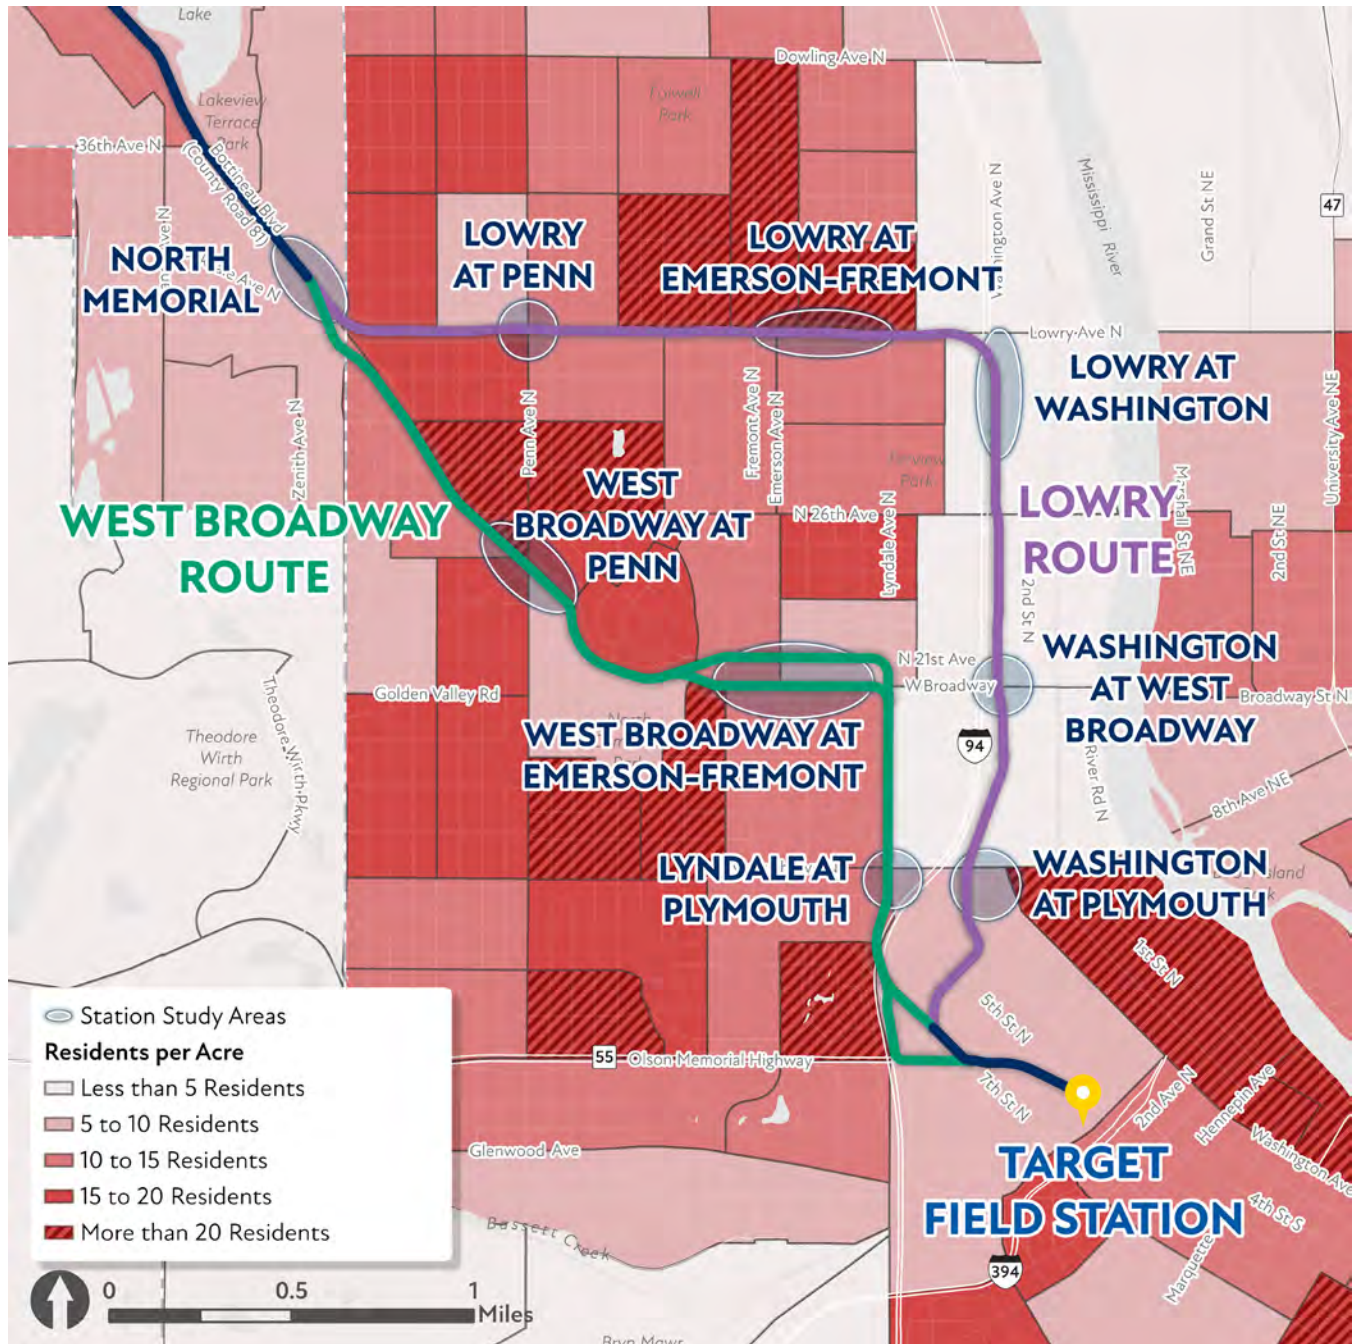 Lake
Dowling Ave N
Lakeview
Terrace
Park
Folwell
Park
36th Ave N
Bottineau Blvd
(County Road 81)
Washington Ave N
Mississippi River
Grand St NE
47
NORTH
MEMORIAL
LOWRY
AT PENN
LOWRY AT
EMERSON-FREMONT
Lowry Ave N
LOWRY AT
WASHINGTON
Zenith Ave N
Penn Ave N
Fremont Ave N
Emerson Ave N
University Ave NE
WEST
BROADWAY AT
PENN
Park
N 26th Ave
Lyndale Ave N
LOWRY
ROUTE
Marshall St NE
2nd St NE
WEST BROADWAY
ROUTE
2nd St N
N 21st Ave
W Broadway
WASHINGTON
AT WEST
BROADWAY
Broadway St N
Golden Valley Rd
Theodore Wirth Pkwy
Theodore
Wirth
Regional Park
North
WEST BROADWAY AT
EMERSON-FREMONT
94
River Rd N
8th Ave NE
LYNDALE AT
PLYMOUTH
WASHINGTON
AT PLYMOUTH
Island
1st St N
5th St N
55
Olson Memorial Highway
7th St N
2nd Ave N
Hennepin Ave
Washington Ave
4th St S
Marquette
Glenwood Ave
TARGET
FIELD STATION
Bassett Creek
394
Bryn Mawr
Station Study Areas
Residents per Acre
Less than 5 Residents
5 to 10 Residents
10 to 15 Residents
15 to 20 Residents
More than 20 Residents
0 0.5 1
Miles